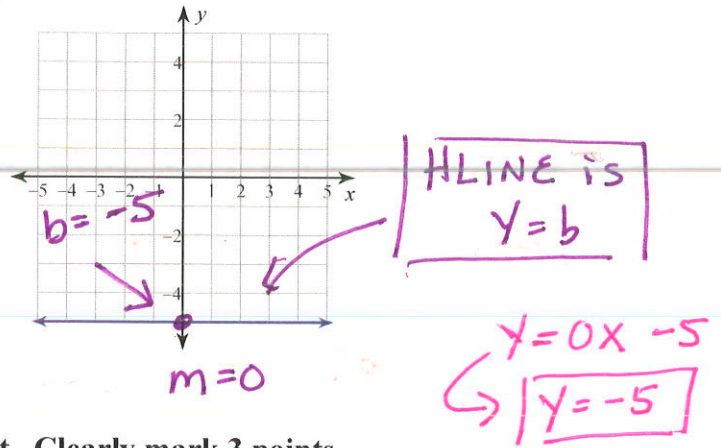 y
4
2
-5 -4 -3 -2 -1 1 2 3 4 5 x
-2
-4
b = -5
HLINE is
y = b
m = 0
y = 0x - 5
y = -5
Clearly mark 3 points